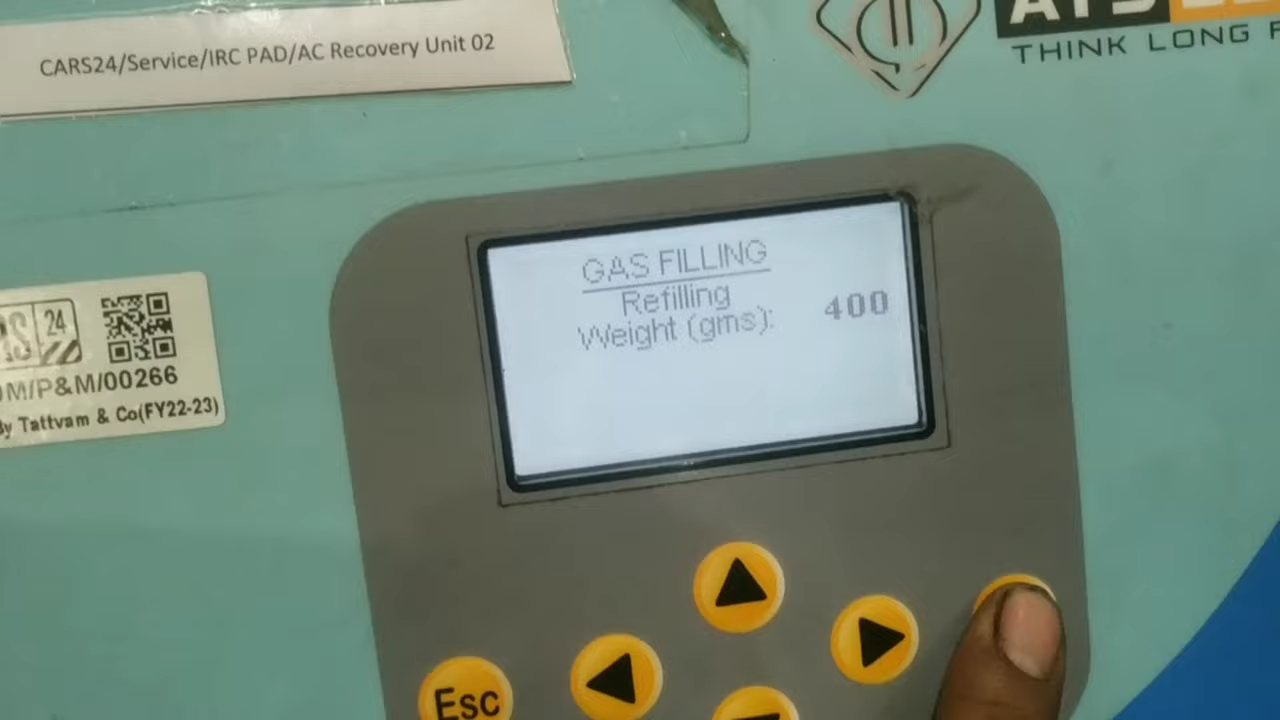 CARS24/Service/IRC PAD/AC Recovery Unit 02
THINK LONG
GAS FILLING
Refilling
Weight (gms): 400
24
M/P&M/00266
By Tattvam & Co(FY22-23)
Esc